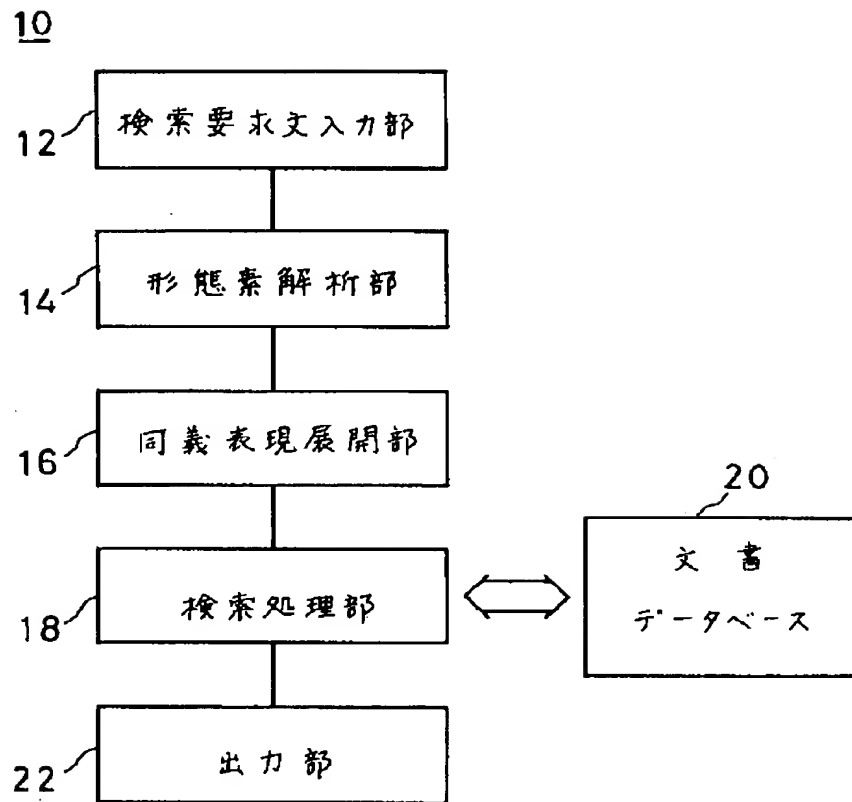 10
12 検索要求文入力部
14 形態素解析部
16 同義表現展開部
20
文書
データベース
18 検索処理部
22 出力部